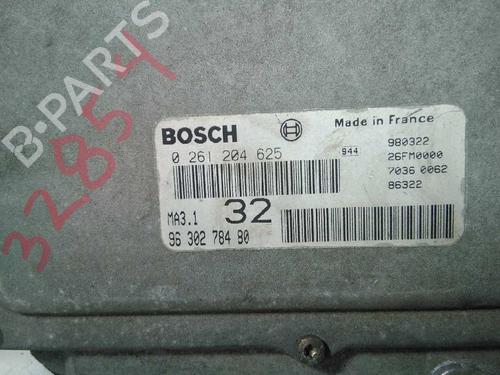 B-PARTS
32854
BOSCH
Made in France
0 261 204 625
944
980322
26FM0000
7036 0062
86322
MA3.1
32
96 302 784 80